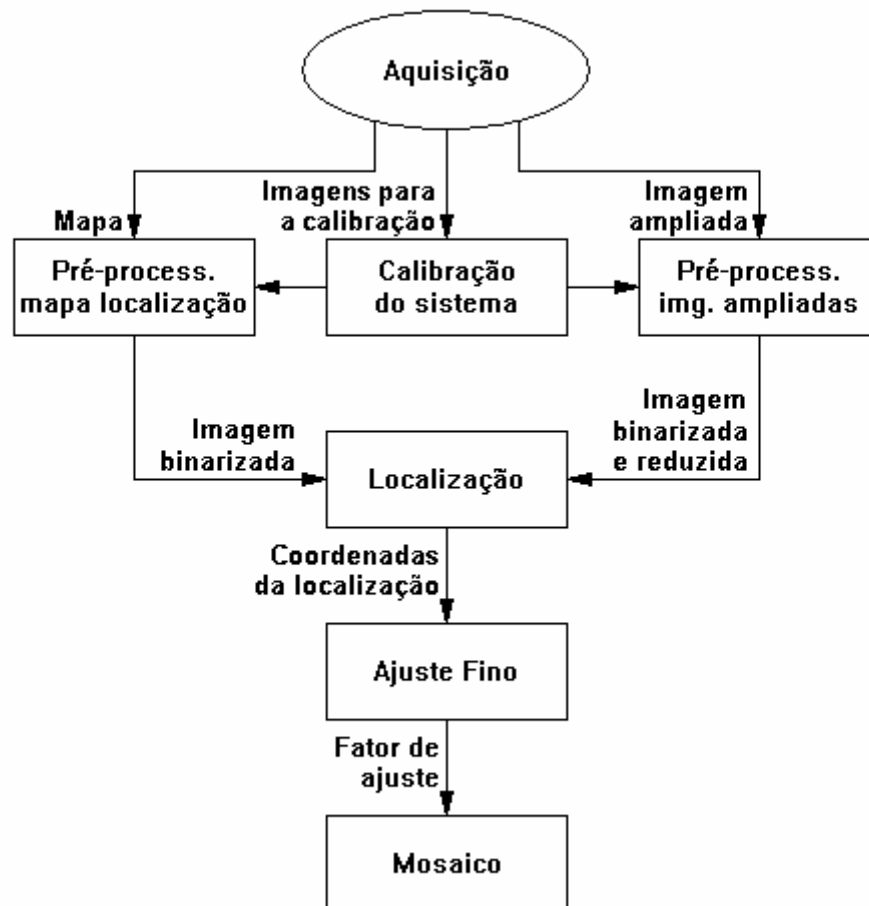 Aquisição
Mapa
Imagens para
a calibração
Imagem
ampliada
Pré-process.
mapa localização
Calibração
do sistema
Pré-process.
img. ampliadas
Imagem
binarizada
Imagem
binarizada
e reduzida
Localização
Coordenadas
da localização
Ajuste Fino
Fator de
ajuste
Mosaico